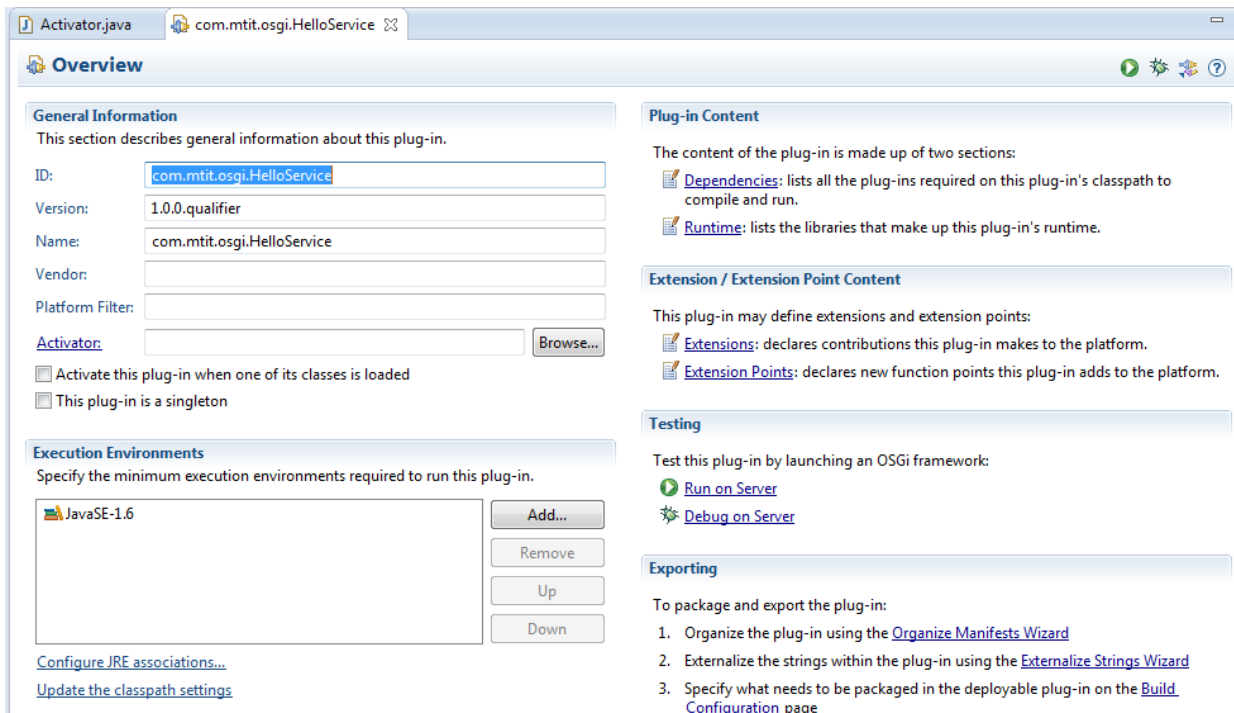 Activator.java
com.mtit.osgi.HelloService
Overview
General Information
This section describes general information about this plug-in.
ID: com.mtit.osgi.HelloService
Version: 1.0.0.qualifier
Name: com.mtit.osgi.HelloService
Vendor:
Platform Filter:
Activator: Browse...
Activate this plug-in when one of its classes is loaded
This plug-in is a singleton
Execution Environments
Specify the minimum execution environments required to run this plug-in.
JavaSE-1.6
Add...
Remove
Up
Down
Configure JRE associations...
Update the classpath settings
Plug-in Content
The content of the plug-in is made up of two sections:
Dependencies: lists all the plug-ins required on this plug-in's classpath to
compile and run.
Runtime: lists the libraries that make up this plug-in's runtime.
Extension / Extension Point Content
This plug-in may define extensions and extension points:
Extensions: declares contributions this plug-in makes to the platform.
Extension Points: declares new function points this plug-in adds to the platform.
Testing
Test this plug-in by launching an OSGi framework:
Run on Server
Debug on Server
Exporting
To package and export the plug-in:
1. Organize the plug-in using the Organize Manifests Wizard
2. Externalize the strings within the plug-in using the Externalize Strings Wizard
3. Specify what needs to be packaged in the deployable plug-in on the Build
Configuration page